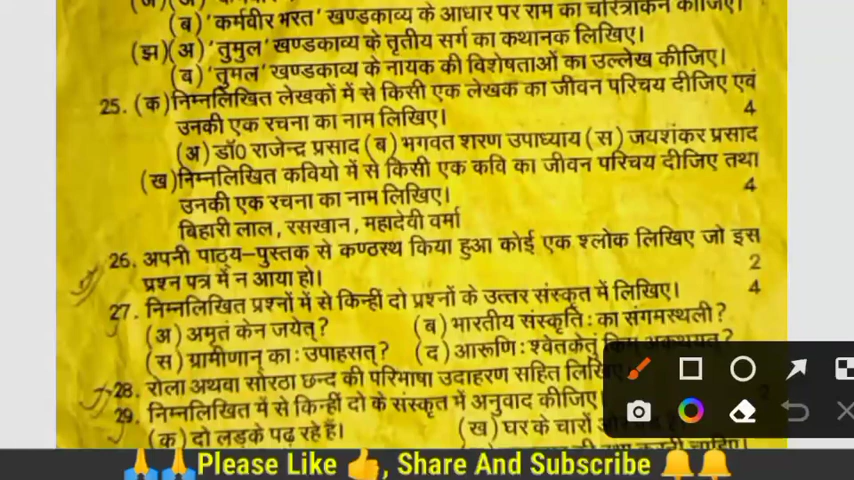 (ब) 'कर्मवीर भरत' खण्डकाव्य के आधार पर राम का चरित्रांकन कीजिए।
(झ)(अ) 'तुमुल' खण्डकाव्य के तृतीय सर्ग का कथानक लिखिए।
(ब) 'तुमुल' खण्डकाव्य के नायक की विशेषताओं का उल्लेख कीजिए।
25. (क) निम्नलिखित लेखकों में से किसी एक लेखक का जीवन परिचय दीजिए एवं
उनकी एक रचना का नाम लिखिए। 4
(अ) डॉ0 राजेन्द्र प्रसाद (ब) भगवत शरण उपाध्याय (स) जयशंकर प्रसाद
(ख) निम्नलिखित कवियो में से किसी एक कवि का जीवन परिचय दीजिए तथा
उनकी एक रचना का नाम लिखिए। 4
बिहारी लाल, रसखान, महादेवी वर्मा
26. अपनी पाठ्य-पुस्तक से कण्ठस्थ किया हुआ कोई एक श्लोक लिखिए जो इस
प्रश्न पत्र में न आया हो। 2
27. निम्नलिखित प्रश्नों में से किन्हीं दो प्रश्नों के उत्तर संस्कृत में लिखिए। 4
(अ) अमृतं केन जयेत्? (ब) भारतीय संस्कृतिः का संगमस्थली?
(स) ग्रामीणान् काः उपाहसत्? (द) आरूणिः श्वेतकेतुं किम् अकथयत्?
28. रोला अथवा सोरठा छन्द की परिभाषा उदाहरण सहित लिखिए
29. निम्नलिखित में से किन्हीं दो के संस्कृत में अनुवाद कीजिए
(क) दो लड़के पढ़ रहे हैं। (ख) घर के चारों
Please Like, Share And Subscribe